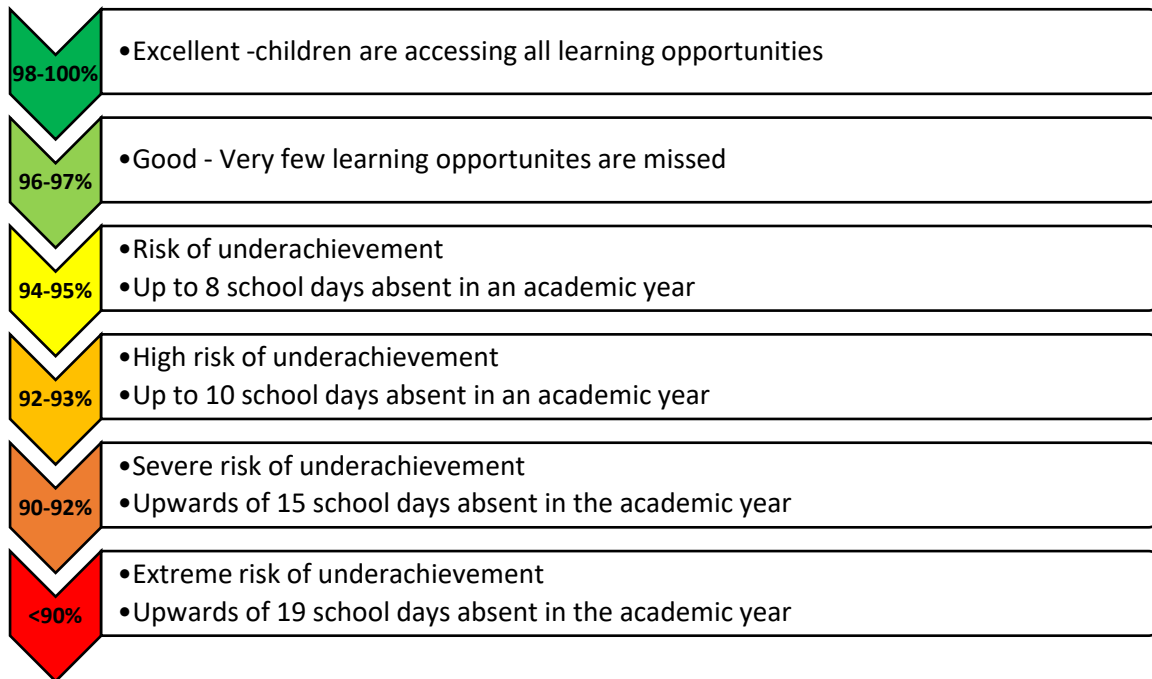 98-100%
•Excellent -children are accessing all learning opportunities
96-97%
•Good - Very few learning opportunites are missed
94-95%
•Risk of underachievement
•Up to 8 school days absent in an academic year
92-93%
•High risk of underachievement
•Up to 10 school days absent in an academic year
90-92%
•Severe risk of underachievement
•Upwards of 15 school days absent in the academic year
<90%
•Extreme risk of underachievement
•Upwards of 19 school days absent in the academic year